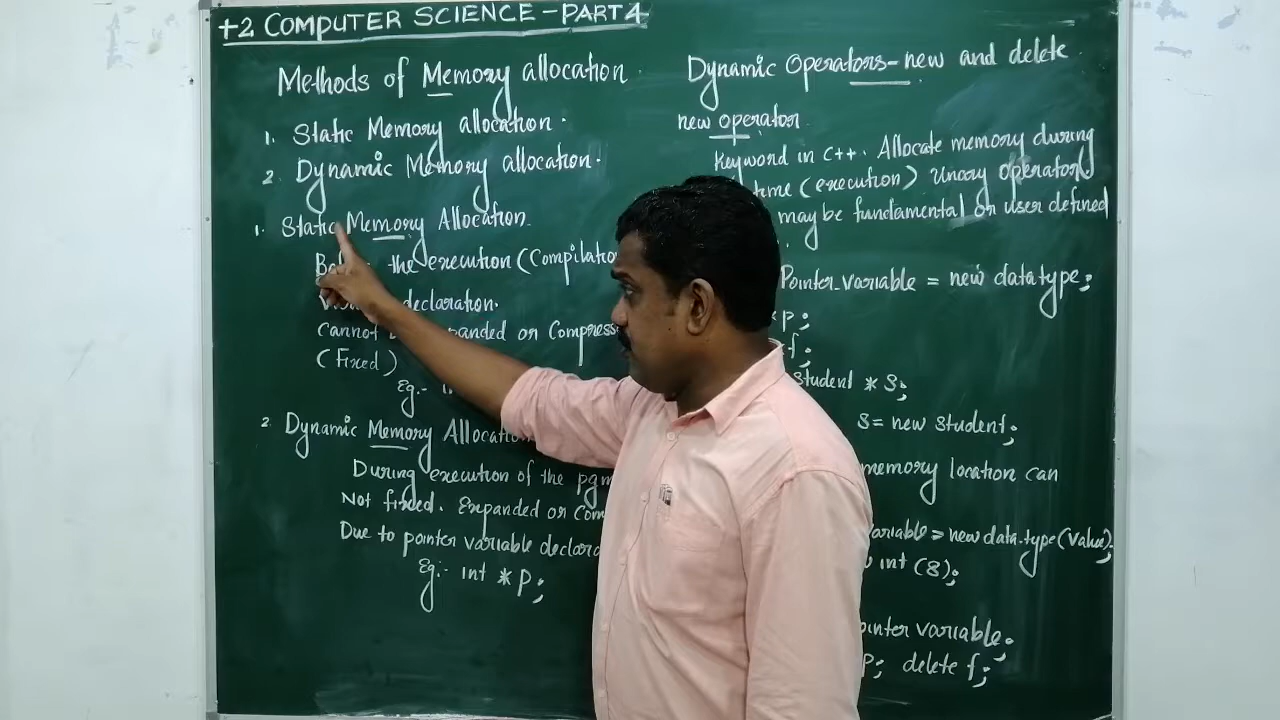 +2 COMPUTER SCIENCE - PART 4
Methods of Memory allocation.
1. Static Memory allocation.
2. Dynamic Memory allocation.
1. Static Memory Allocation.
the execution (Compilation
declaration.
Cannot panded or Compress
(Fixed)
Eg:-
2. Dynamic Memory Allocation
During execution of the pgm
Not fixed. Expanded or Com
Due to pointer variable declara
Eg:- int *p;
Dynamic Operators - new and delete.
new operator
Keyword in C++. Allocate memory during
time (execution) Unary operator.
may be fundamental or user defined
Pointer_variable = new datatype;
*p;
f;
Student *S;
S = new Student;
memory location can
variable = new data-type(Value);
int (8);
pointer variable.
P; delete f;